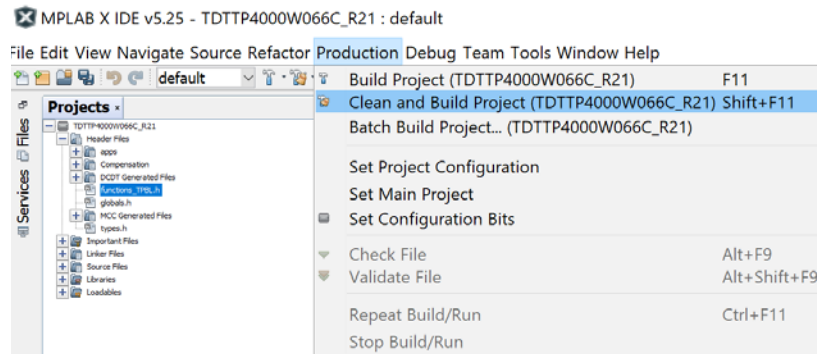 MPLAB X IDE v5.25 - TDTTP4000W066C_R21 : default
File Edit View Navigate Source Refactor Production Debug Team Tools Window Help
default
Build Project (TDTTP4000W066C_R21) F11
Clean and Build Project (TDTTP4000W066C_R21) Shift+F11
Batch Build Project... (TDTTP4000W066C_R21)
Set Project Configuration
Set Main Project
Set Configuration Bits
Check File Alt+F9
Validate File Alt+Shift+F9
Repeat Build/Run Ctrl+F11
Stop Build/Run
Files
Services
Projects ×
TDTTP4000W066C_R21
Header Files
apps
Compensation
DCDT Generated Files
functions_TPBL.h
globals.h
MCC Generated Files
types.h
Important Files
Linker Files
Source Files
Libraries
Loadables